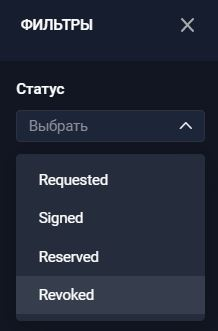 ФИЛЬТРЫ
Статус
Выбрать
Requested
Signed
Reserved
Revoked